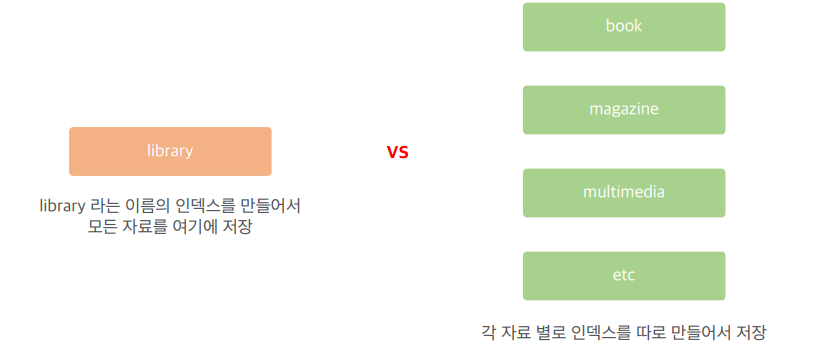 library
library 라는 이름의 인덱스를 만들어서
모든 자료를 여기에 저장
vs
book
magazine
multimedia
etc
각 자료 별로 인덱스를 따로 만들어서 저장